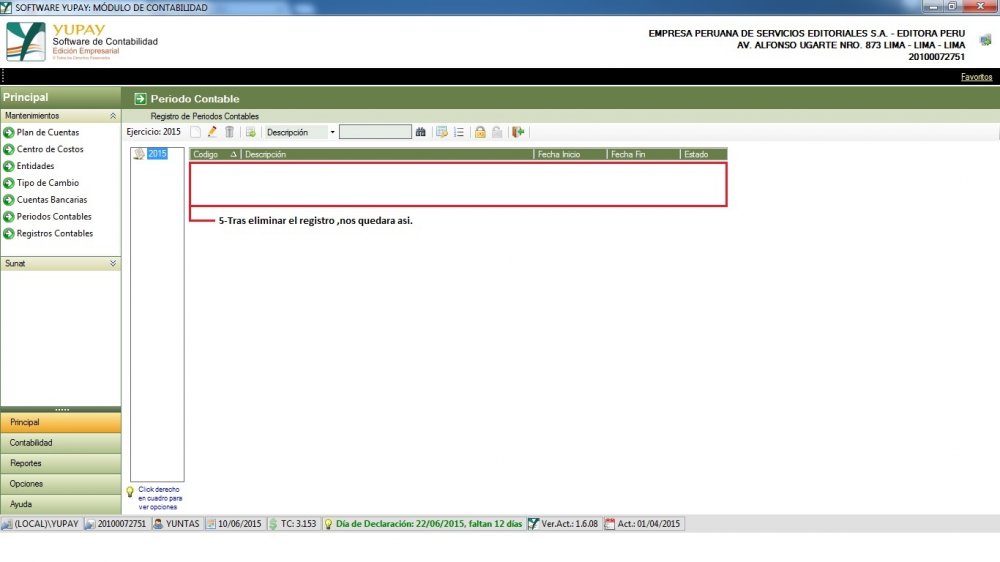 SOFTWARE YUPAY: MÓDULO DE CONTABILIDAD
YUPAY
Software de Contabilidad
Edición Empresarial
EMPRESA PERUANA DE SERVICIOS EDITORIALES S.A. - EDITORA PERU
AV. ALFONSO UGARTE NRO. 873 LIMA - LIMA - LIMA
20100072751
Favoritos
Principal
Periodo Contable
Mantenimientos
Registro de Periodos Contables
Plan de Cuentas
Centro de Costos
Entidades
Tipo de Cambio
Cuentas Bancarias
Periodos Contables
Registros Contables
Sunat
Ejercicio: 2015
Descripción
2015
Codigo
Descripción
Fecha Inicio
Fecha Fin
Estado
5-Tras eliminar el registro ,nos quedara asi.
Principal
Contabilidad
Reportes
Opciones
Ayuda
Click derecho
en cuadro para
ver opciones
(LOCAL)\YUPAY
20100072751
YUNTAS
10/06/2015
TC: 3.153
Día de Declaración: 22/06/2015, faltan 12 días
Ver.Act.: 1.6.08
Act.: 01/04/2015